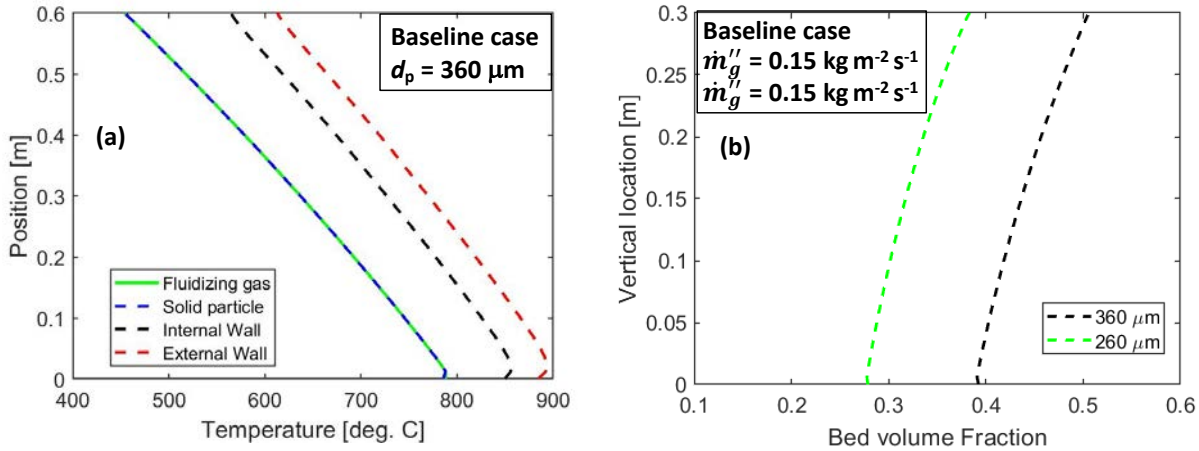 Baseline case
d_p = 360 μm
(a)
Position [m]
0.6
0.5
0.4
0.3
0.2
0.1
0
Fluidizing gas
Solid particle
Internal Wall
External Wall
400 500 600 700 800 900
Temperature [deg. C]
Baseline case
ṁ_g″ = 0.15 kg m⁻² s⁻¹
ṁ_g″ = 0.15 kg m⁻² s⁻¹
(b)
Vertical location [m]
0.3
0.25
0.2
0.15
0.1
0.05
0
360 μm
260 μm
0.1 0.2 0.3 0.4 0.5 0.6
Bed volume Fraction